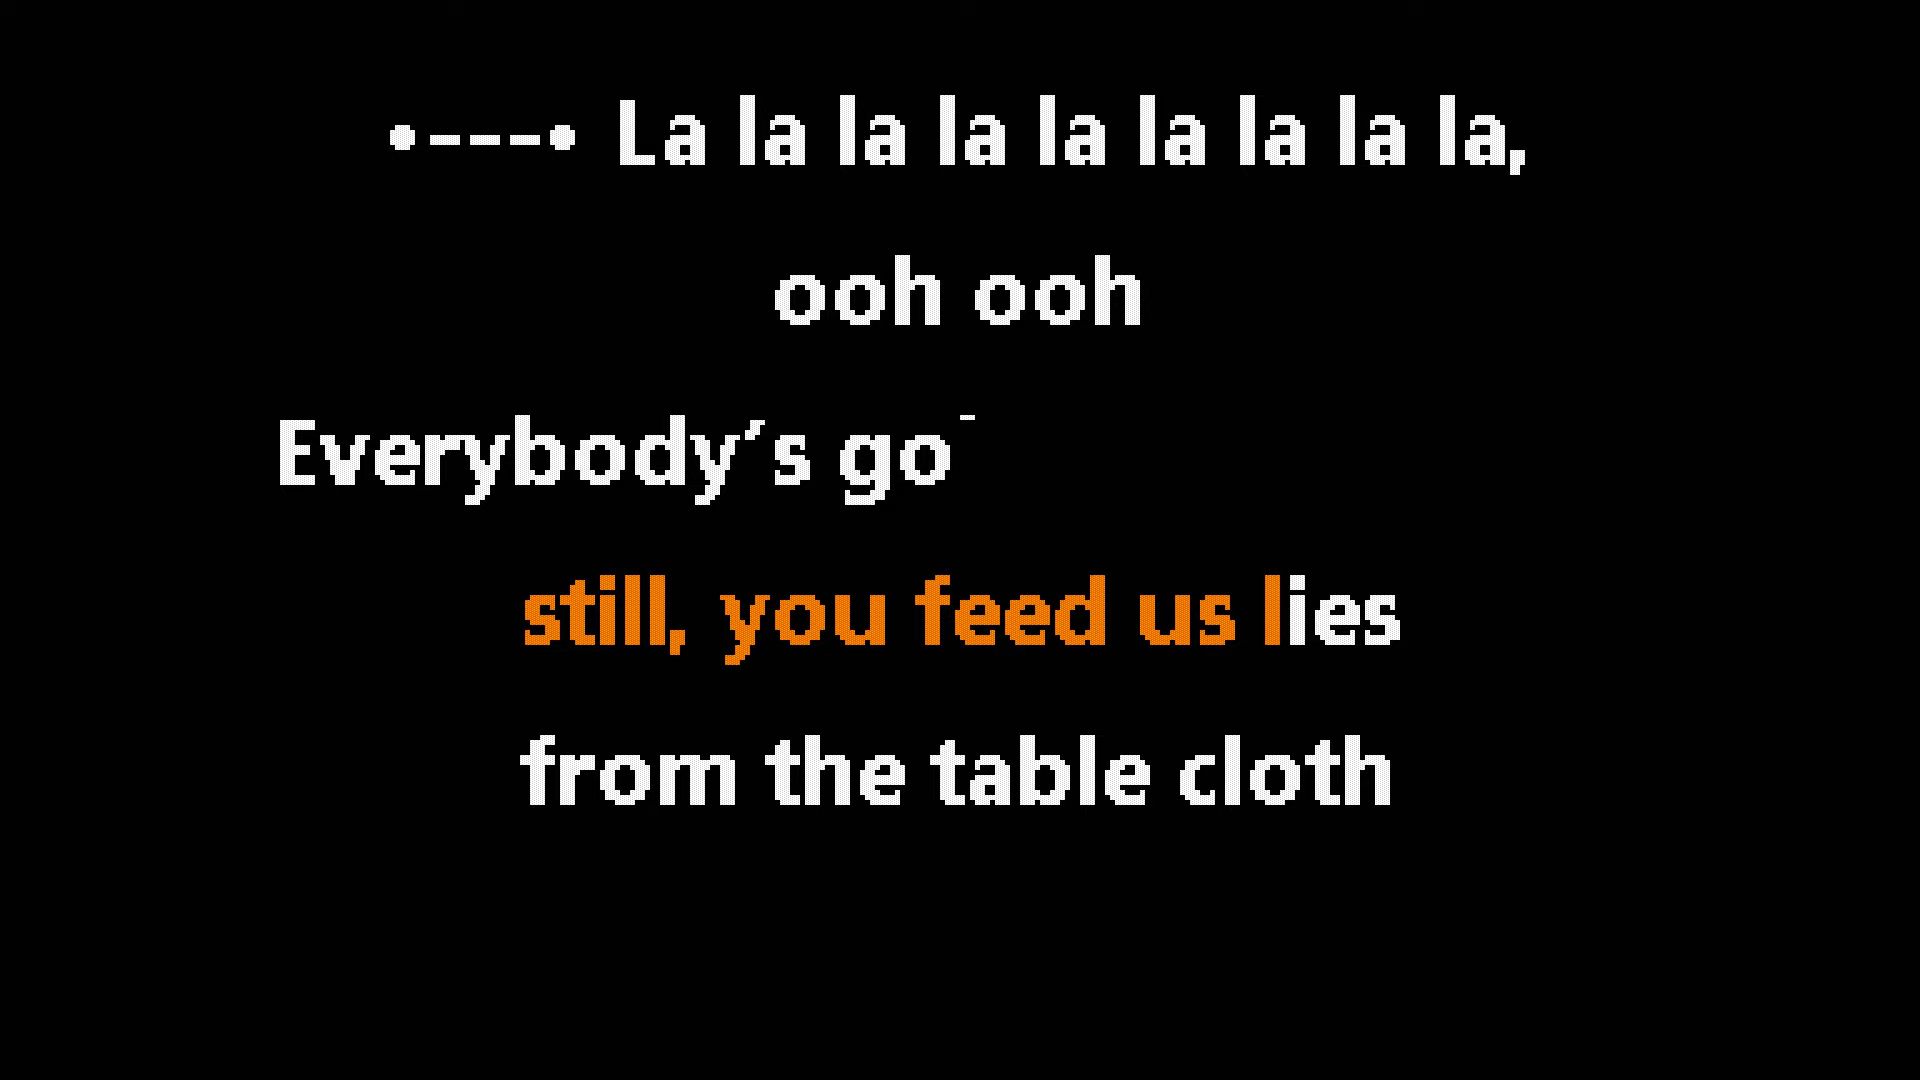 •---• La la la la la la la la la,
ooh ooh
Everybody's go
still, you feed us lies
from the table cloth